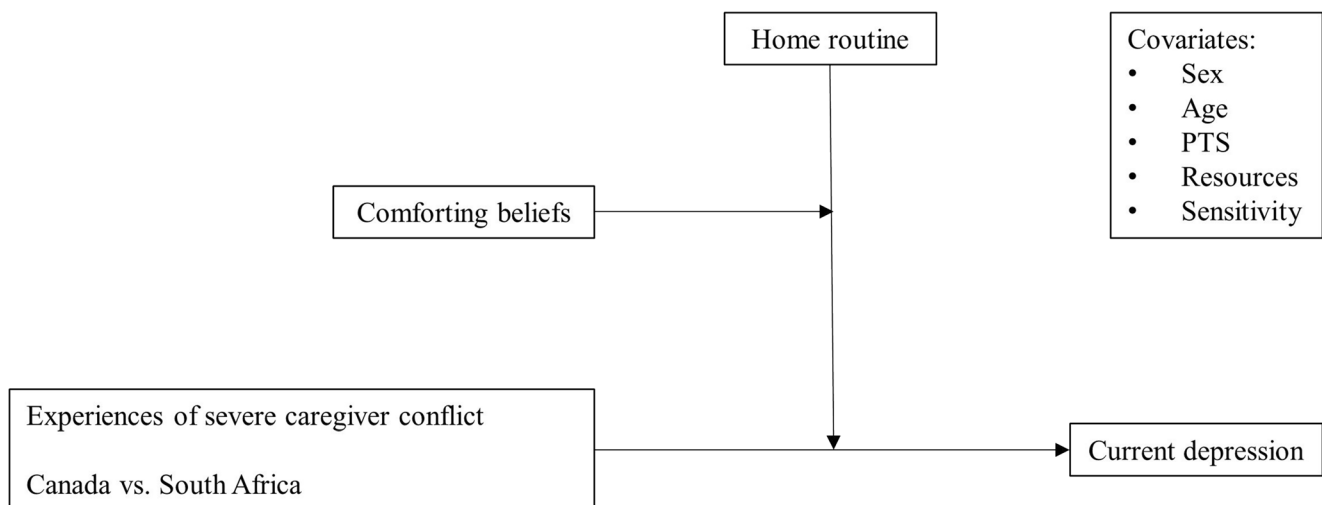 Home routine
Covariates:
• Sex
• Age
• PTS
• Resources
• Sensitivity
Comforting beliefs
Experiences of severe caregiver conflict
Canada vs. South Africa
Current depression